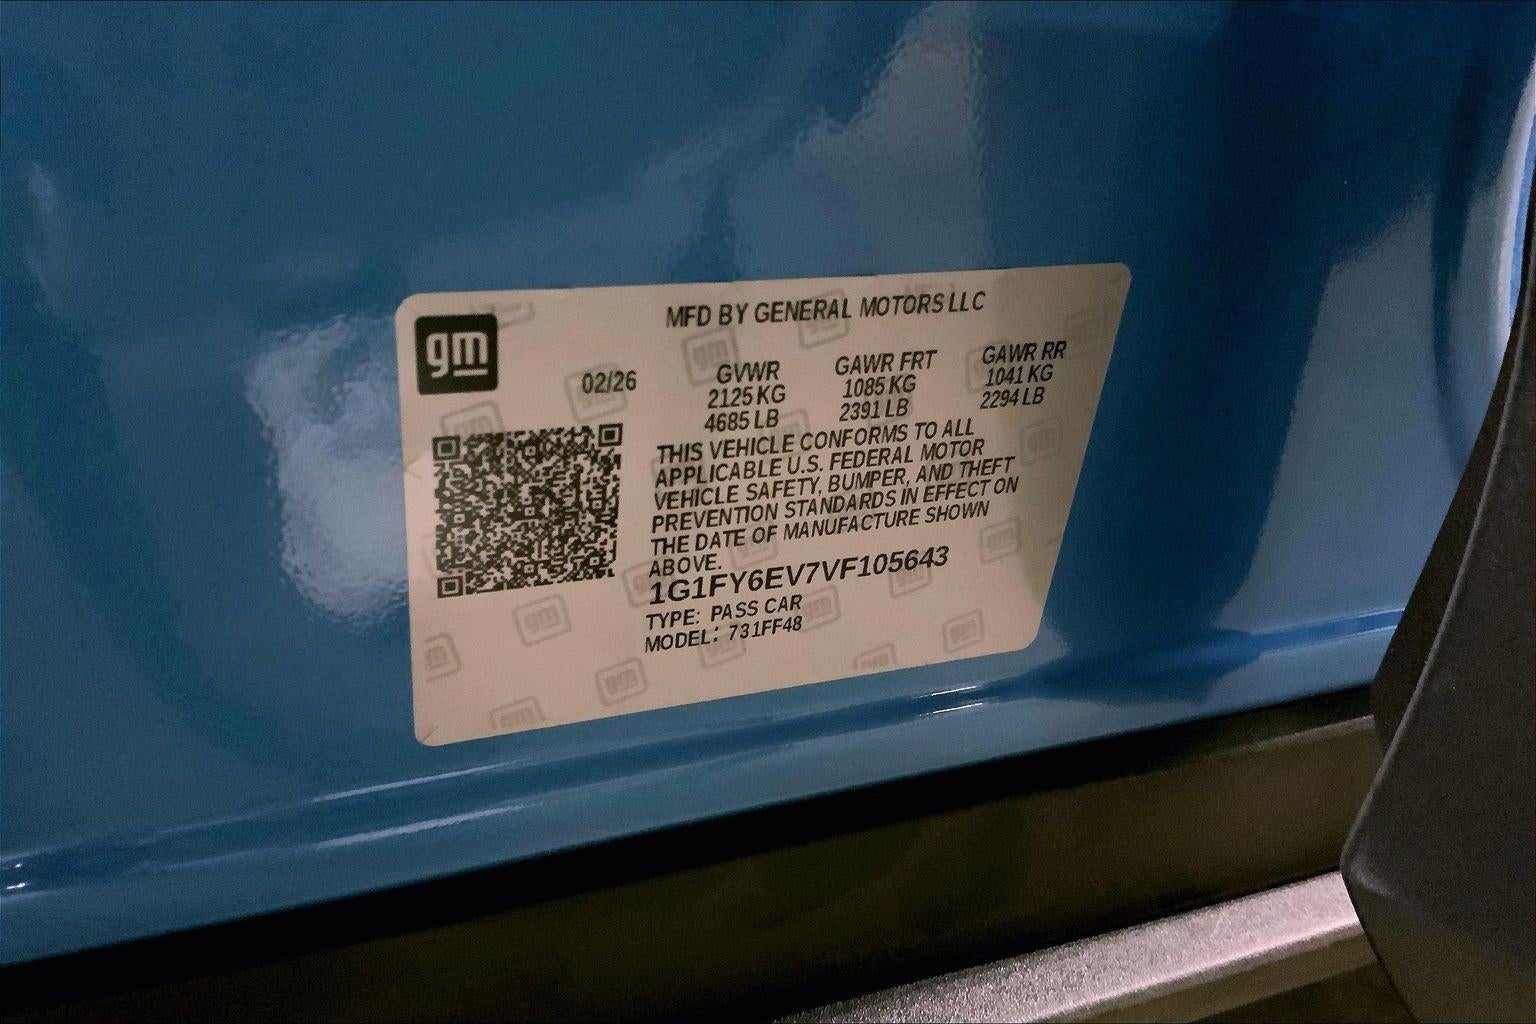 gm
MFD BY GENERAL MOTORS LLC
02/26
GVWR
2125 KG
4685 LB
GAWR FRT
1085 KG
2391 LB
GAWR RR
1041 KG
2294 LB
THIS VEHICLE CONFORMS TO ALL
APPLICABLE U.S. FEDERAL MOTOR
VEHICLE SAFETY, BUMPER, AND THEFT
PREVENTION STANDARDS IN EFFECT ON
THE DATE OF MANUFACTURE SHOWN
ABOVE.
1G1FY6EV7VF105643
TYPE: PASS CAR
MODEL: 731FF48